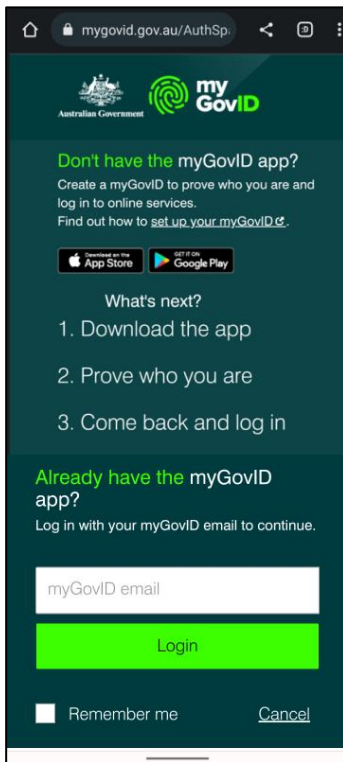 mygovid.gov.au/AuthSp
:D
Australian Government
my
GovID
Don't have the myGovID app?
Create a myGovID to prove who you are and
log in to online services.
Find out how to set up your myGovID.
Download on the
App Store
GET IT ON
Google Play
What's next?
1. Download the app
2. Prove who you are
3. Come back and log in
Already have the myGovID
app?
Log in with your myGovID email to continue.
myGovID email
Login
Remember me
Cancel